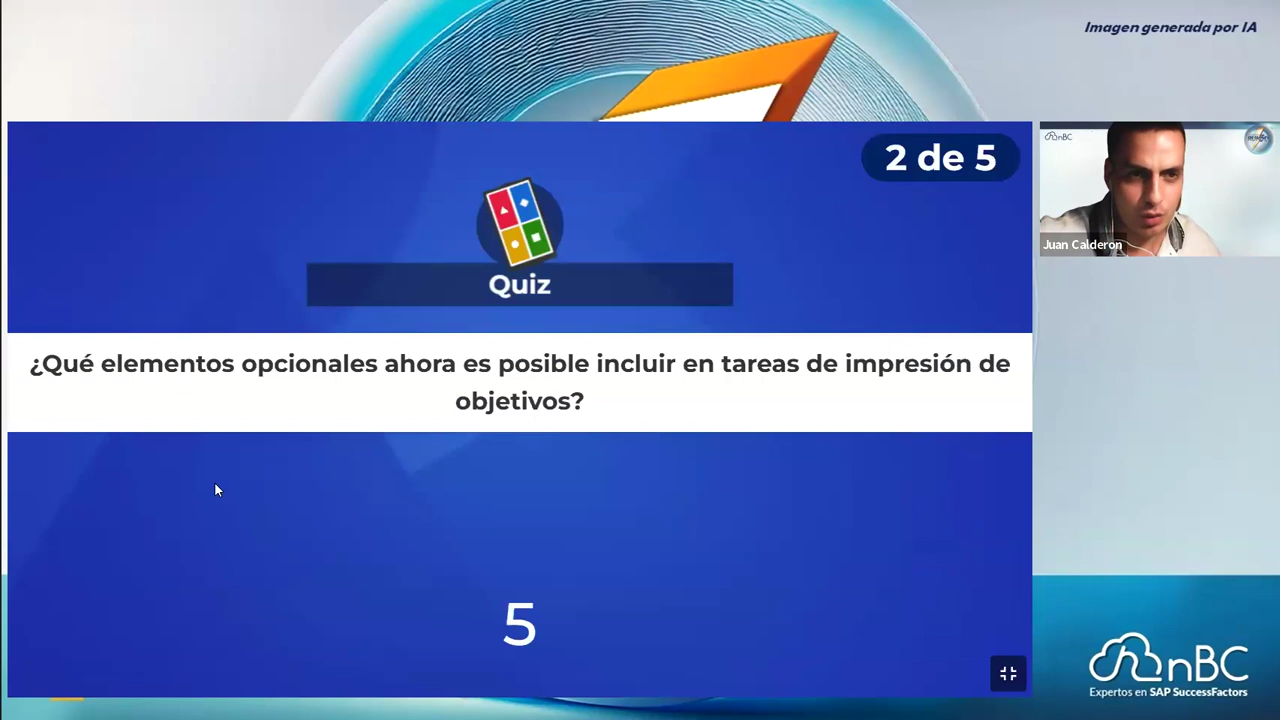 Imagen generada por IA
2 de 5
nBC
Juan Calderon
Quiz
¿Qué elementos opcionales ahora es posible incluir en tareas de impresión de
objetivos?
5
nBC
Expertos en SAP SuccessFactors